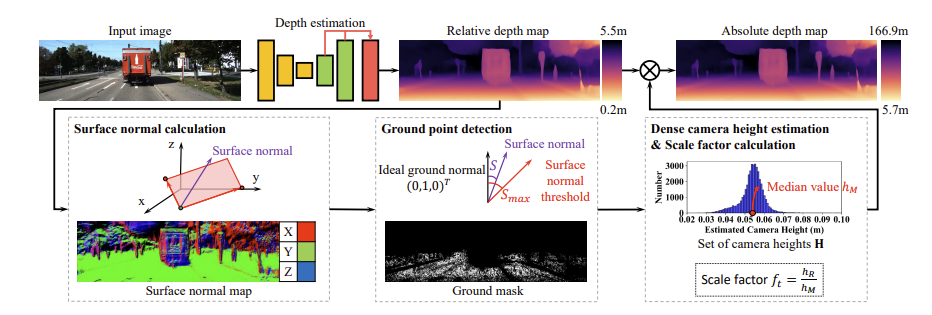 Input image
Depth estimation
Relative depth map
5.5m
0.2m
Absolute depth map
166.9m
5.7m
Surface normal calculation
z
Surface normal
y
x
X
Y
Z
Surface normal map
Ground point detection
Surface normal
Ideal ground normal
(0,1,0)ᵀ
S
Sₘₐₓ
Surface
normal
threshold
Ground mask
Dense camera height estimation
& Scale factor calculation
Number
3000
2000
1000
0
Median value h_M
0.02 0.03 0.04 0.05 0.06 0.07 0.08 0.09 0.10
Estimated Camera Height (m)
Set of camera heights H
Scale factor f_t = h_R / h_M